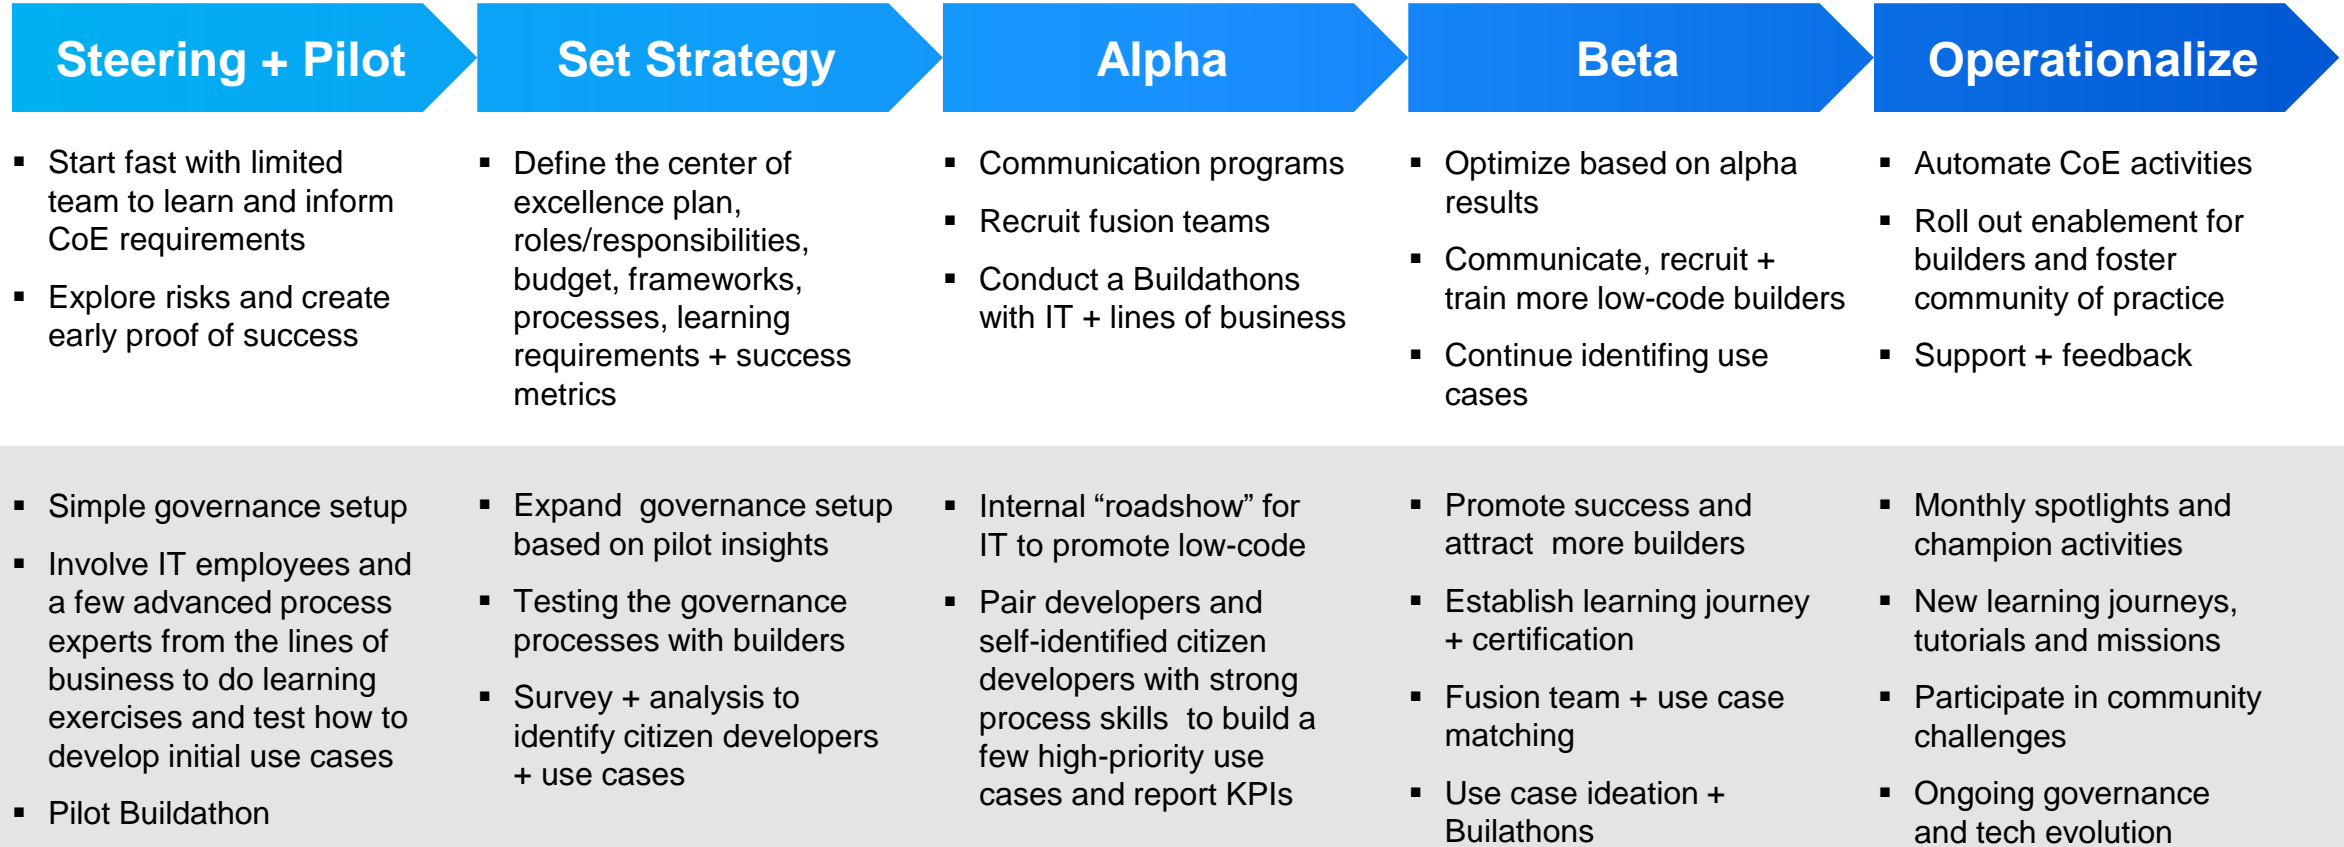 Steering + Pilot
Set Strategy
Alpha
Beta
Operationalize
▪ Start fast with limited
team to learn and inform
CoE requirements
▪ Explore risks and create
early proof of success
▪ Define the center of
excellence plan,
roles/responsibilities,
budget, frameworks,
processes, learning
requirements + success
metrics
▪ Communication programs
▪ Recruit fusion teams
▪ Conduct a Buildathons
with IT + lines of business
▪ Optimize based on alpha
results
▪ Communicate, recruit +
train more low-code builders
▪ Continue identifing use
cases
▪ Automate CoE activities
▪ Roll out enablement for
builders and foster
community of practice
▪ Support + feedback
▪ Simple governance setup
▪ Involve IT employees and
a few advanced process
experts from the lines of
business to do learning
exercises and test how to
develop initial use cases
▪ Pilot Buildathon
▪ Expand  governance setup
based on pilot insights
▪ Testing the governance
processes with builders
▪ Survey + analysis to
identify citizen developers
+ use cases
▪ Internal “roadshow” for
IT to promote low-code
▪ Pair developers and
self-identified citizen
developers with strong
process skills  to build a
few high-priority use
cases and report KPIs
▪ Promote success and
attract  more builders
▪ Establish learning journey
+ certification
▪ Fusion team + use case
matching
▪ Use case ideation +
Builathons
▪ Monthly spotlights and
champion activities
▪ New learning journeys,
tutorials and missions
▪ Participate in community
challenges
▪ Ongoing governance
and tech evolution